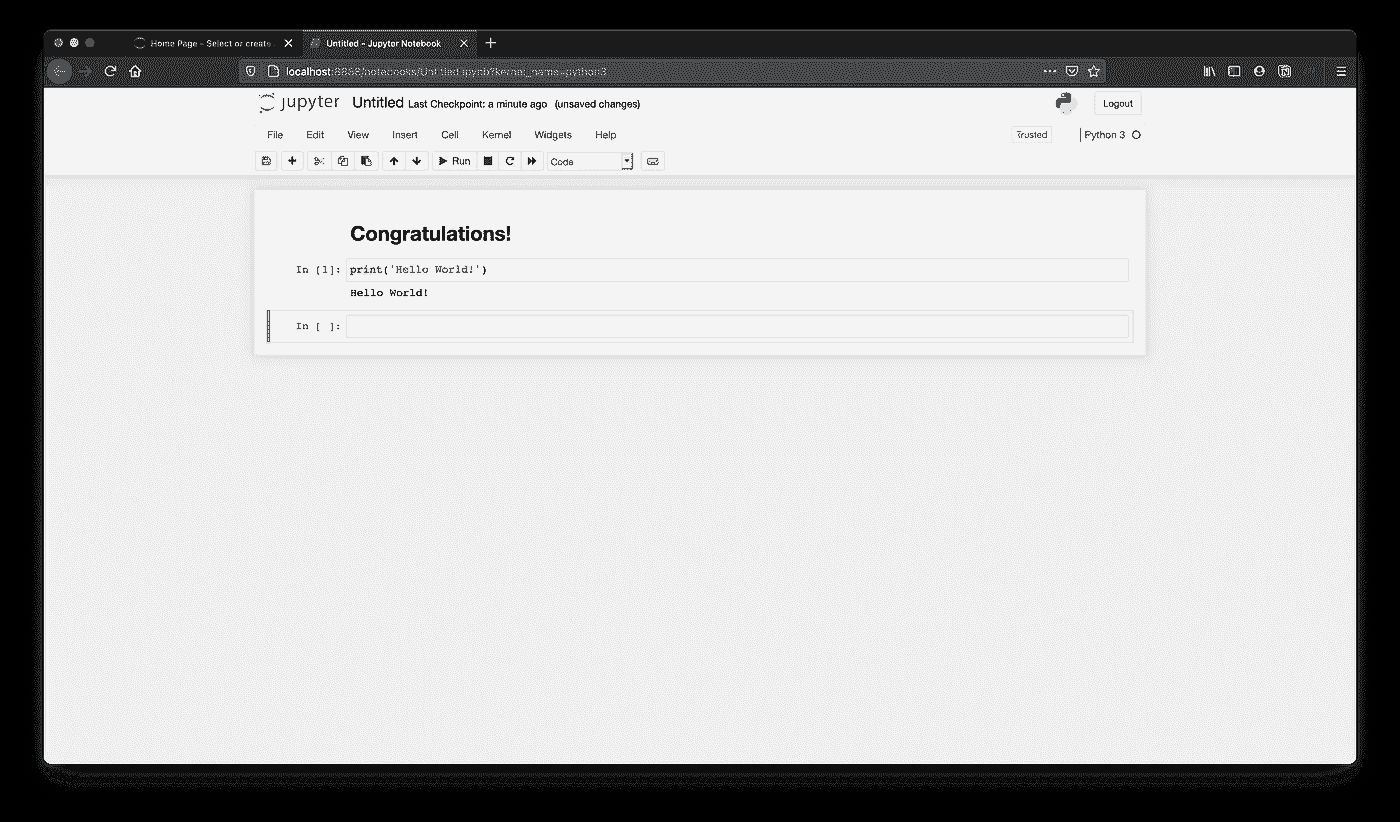 Home Page - Select or create
Untitled - Jupyter Notebook
localhost:8888/notebooks/Untitled.ipynb?kernel_name=python3
jupyter Untitled Last Checkpoint: a minute ago (unsaved changes)
Logout
File Edit View Insert Cell Kernel Widgets Help
Trusted Python 3
Run Code
Congratulations!
In [1]: print('Hello World!')
Hello World!
In [ ]: